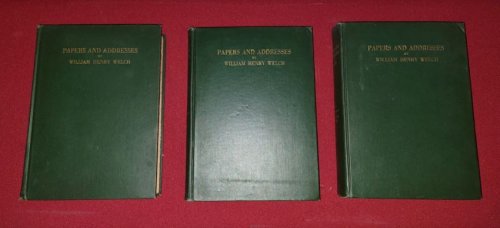 PAPERS AND ADDRESSES
BY
WILLIAM HENRY WELCH
PAPERS AND ADDRESSES
BY
WILLIAM HENRY WELCH
PAPERS AND ADDRESSES
BY
WILLIAM HENRY WELCH